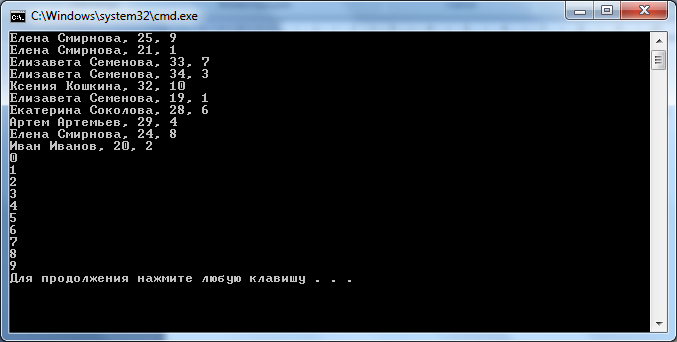 C:\Windows\system32\cmd.exe
Елена Смирнова, 25, 9
Елена Смирнова, 21, 1
Елизавета Семенова, 33, 7
Елизавета Семенова, 34, 3
Ксения Кошкина, 32, 10
Елизавета Семенова, 19, 1
Екатерина Соколова, 28, 6
Артем Артемьев, 29, 4
Елена Смирнова, 24, 8
Иван Иванов, 20, 2
0
1
2
3
4
5
6
7
8
9
Для продолжения нажмите любую клавишу . . .